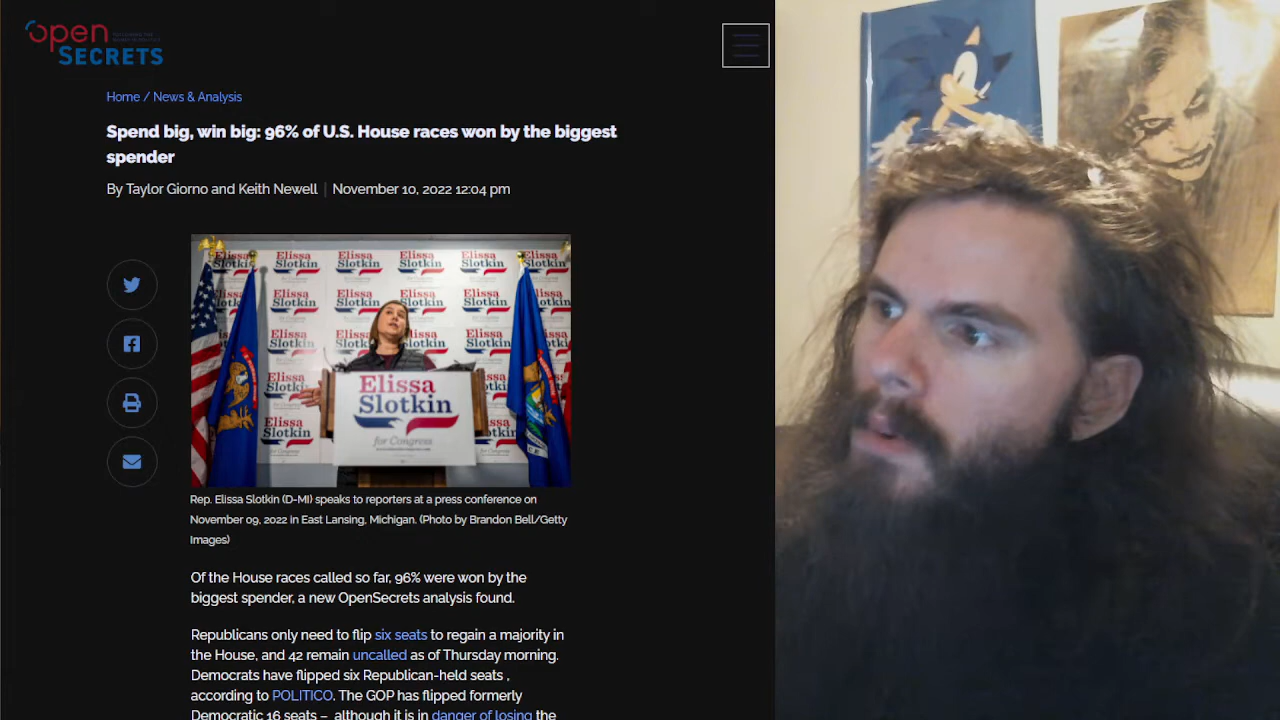 open
SECRETS
Home / News & Analysis
Spend big, win big: 96% of U.S. House races won by the biggest
spender
By Taylor Giorno and Keith Newell | November 10, 2022 12:04 pm
Elissa
Slotkin
for Congress
Rep. Elissa Slotkin (D-MI) speaks to reporters at a press conference on
November 09, 2022 in East Lansing, Michigan. (Photo by Brandon Bell/Getty
Images)
Of the House races called so far, 96% were won by the
biggest spender, a new OpenSecrets analysis found.
Republicans only need to flip six seats to regain a majority in
the House, and 42 remain uncalled as of Thursday morning.
Democrats have flipped six Republican-held seats ,
according to POLITICO. The GOP has flipped formerly
Democratic 16 seats – although it is in danger of losing the